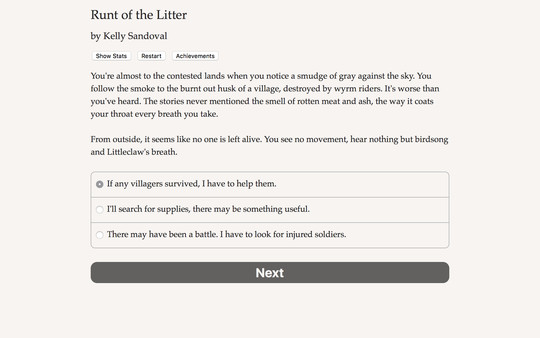 Runt of the Litter
by Kelly Sandoval
Show Stats Restart Achievements
You're almost to the contested lands when you notice a smudge of gray against the sky. You
follow the smoke to the burnt out husk of a village, destroyed by wyrm riders. It's worse than
you've heard. The stories never mentioned the smell of rotten meat and ash, the way it coats
your throat every breath you take.
From outside, it seems like no one is left alive. You see no movement, hear nothing but birdsong
and Littleclaw's breath.
If any villagers survived, I have to help them.
I'll search for supplies, there may be something useful.
There may have been a battle. I have to look for injured soldiers.
Next